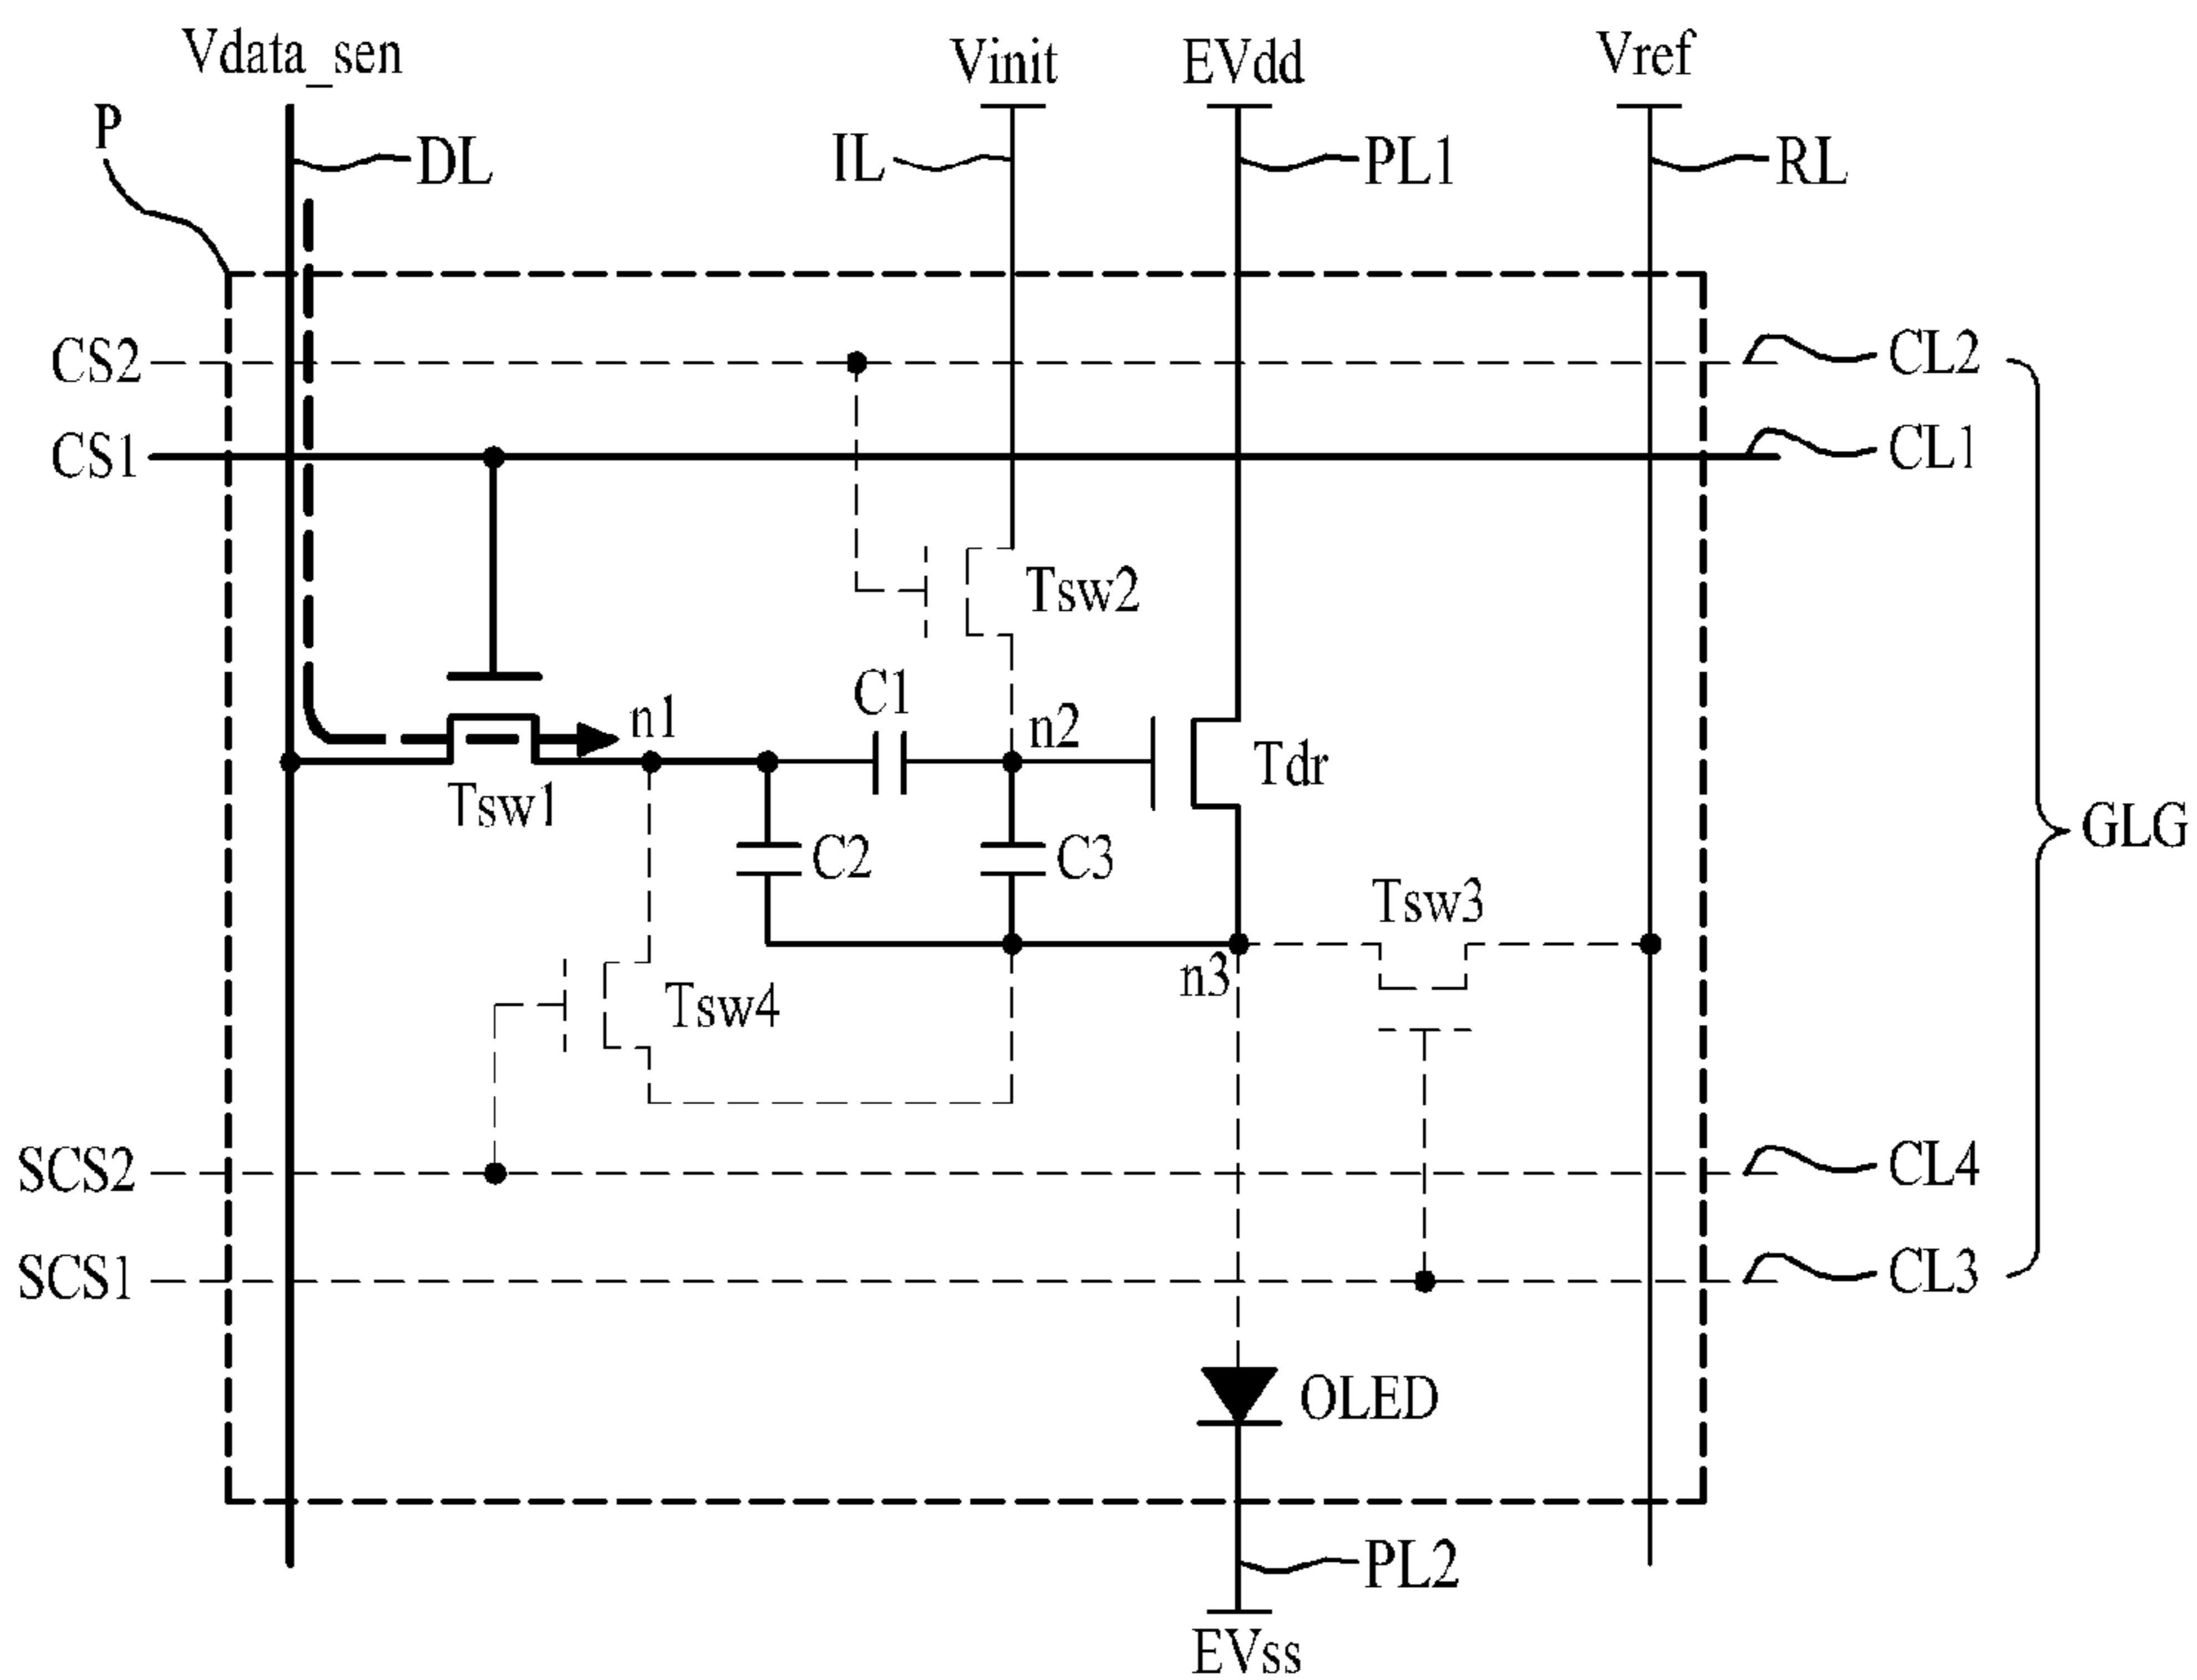 Vdata_sen
Vinit
EVdd
Vref
P
DL
IL
PL1
RL
CS2
CL2
CS1
CL1
Tsw2
C1
n1
n2
Tsw1
Tdr
C2
C3
GLG
Tsw3
n3
Tsw4
SCS2
CL4
SCS1
CL3
OLED
PL2
EVss